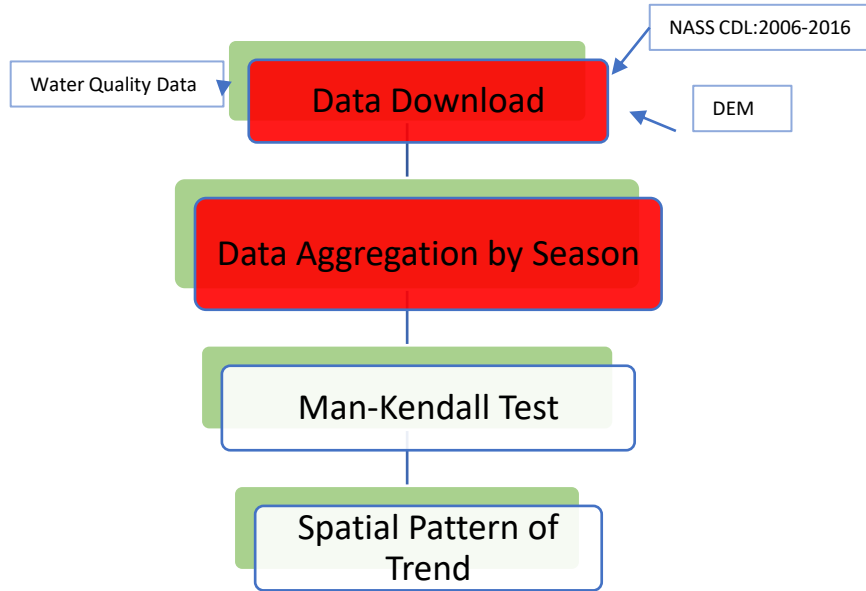 NASS CDL:2006-2016
Water Quality Data
Data Download
DEM
Data Aggregation by Season
Man-Kendall Test
Spatial Pattern of
Trend